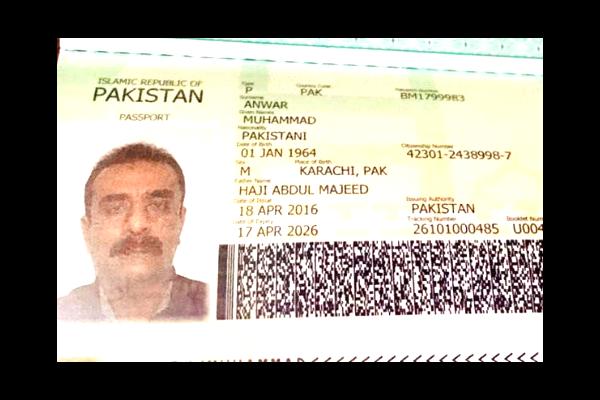 ISLAMIC REPUBLIC OF
PAKISTAN
PASSPORT
Type Country Code Passport Number
P PAK BM1799983
Surname
ANWAR
Given Names
MUHAMMAD
Nationality
PAKISTANI
Date of Birth Citizenship Number
01 JAN 1964 42301-2438998-7
Sex Place of Birth
M KARACHI, PAK
Father Name
HAJI ABDUL MAJEED
Date of Issue Issuing Authority
18 APR 2016 PAKISTAN
Date of Expiry Tracking Number Booklet Num
17 APR 2026 26101000485 U004